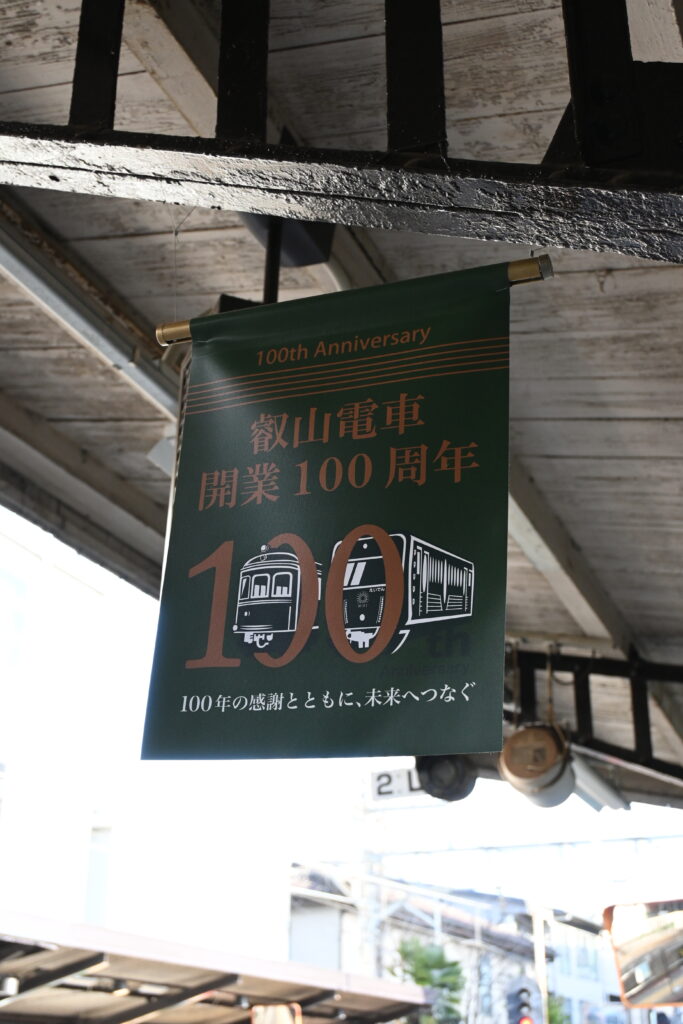 100th Anniversary
叡山電車
開業100周年
100
th
Anniversary
100年の感謝とともに、未来へつなぐ
2